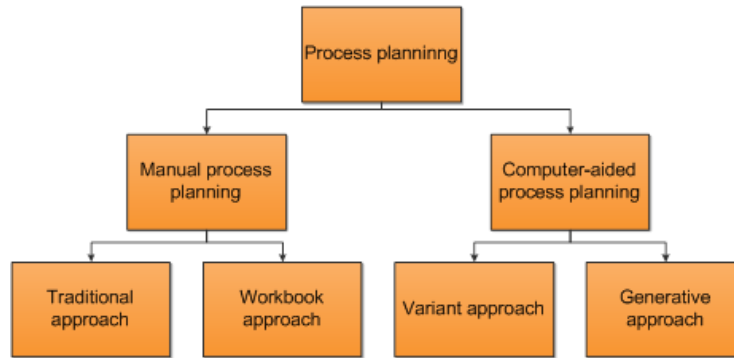 Process planninng
Manual process
planning
Computer-aided
process planning
Traditional
approach
Workbook
approach
Variant approach
Generative
approach